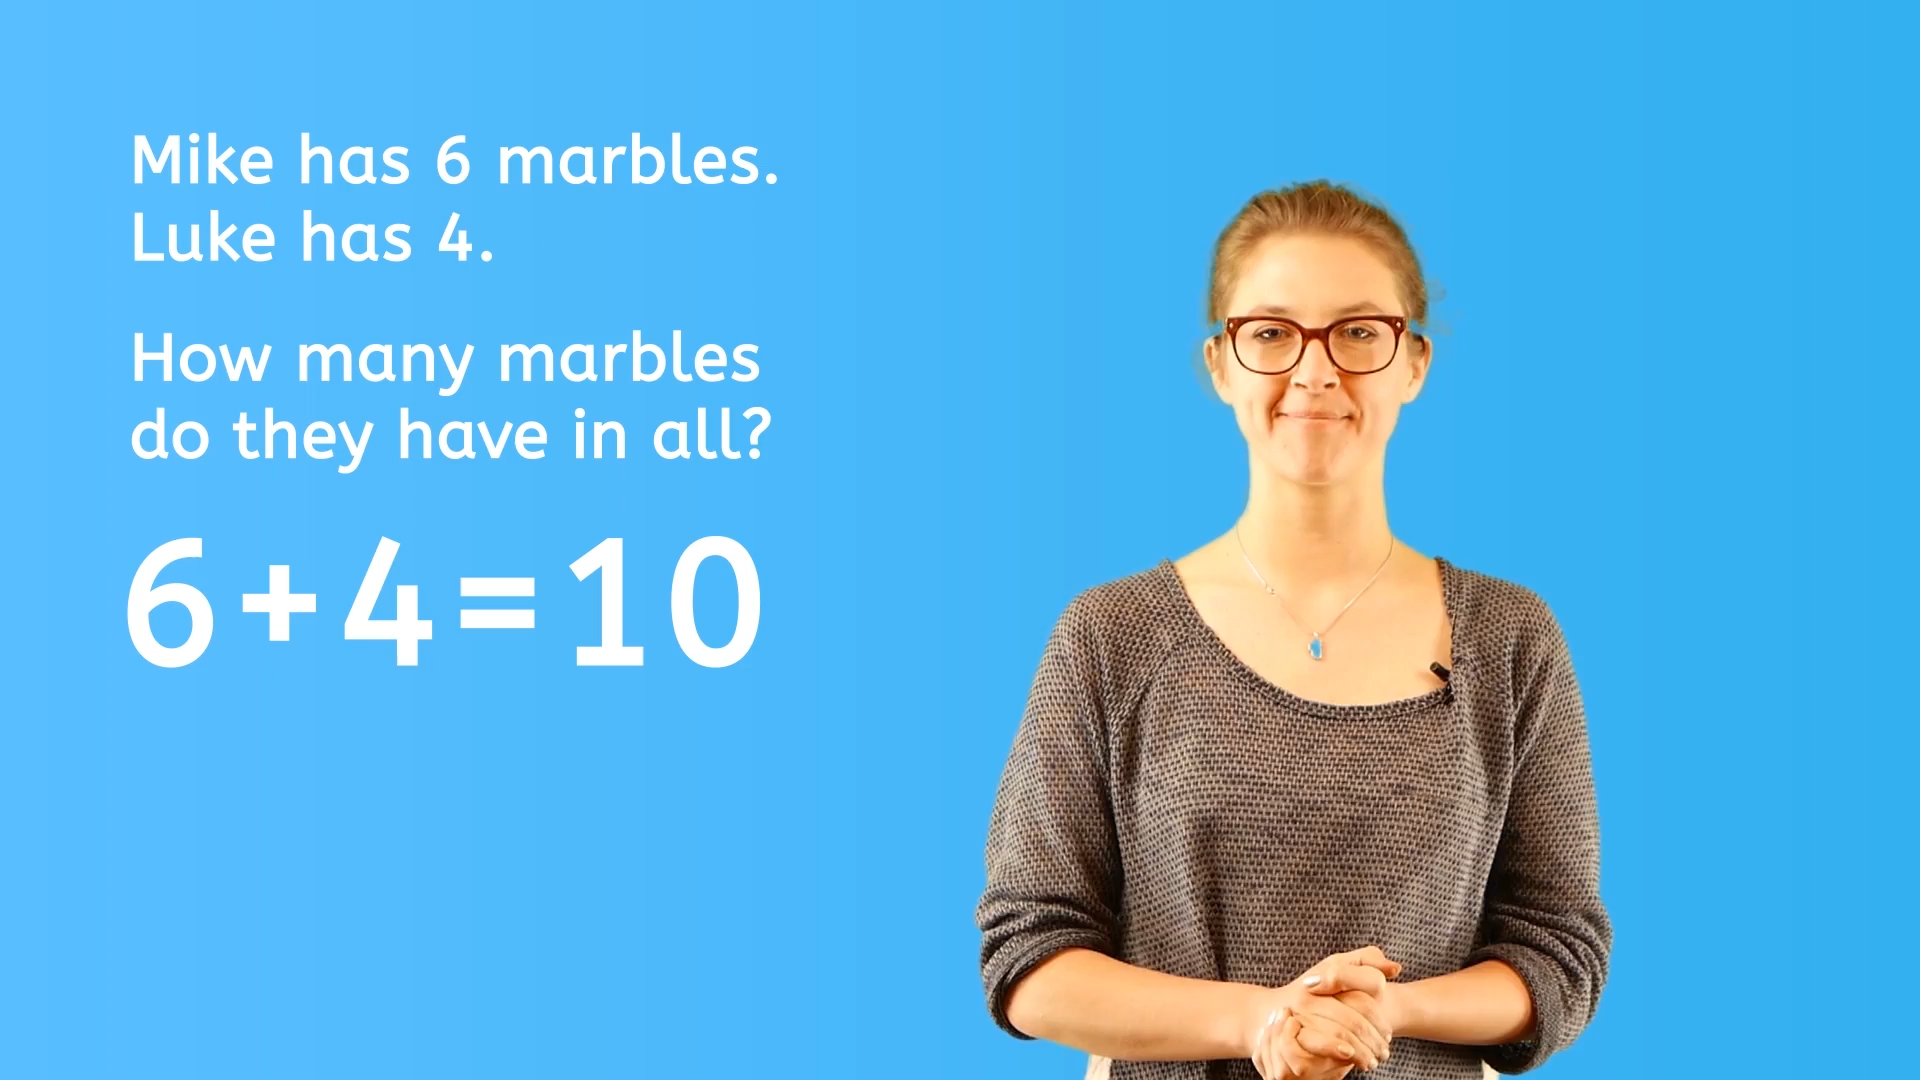 Mike has 6 marbles.
Luke has 4.
How many marbles
do they have in all?
6+4=10